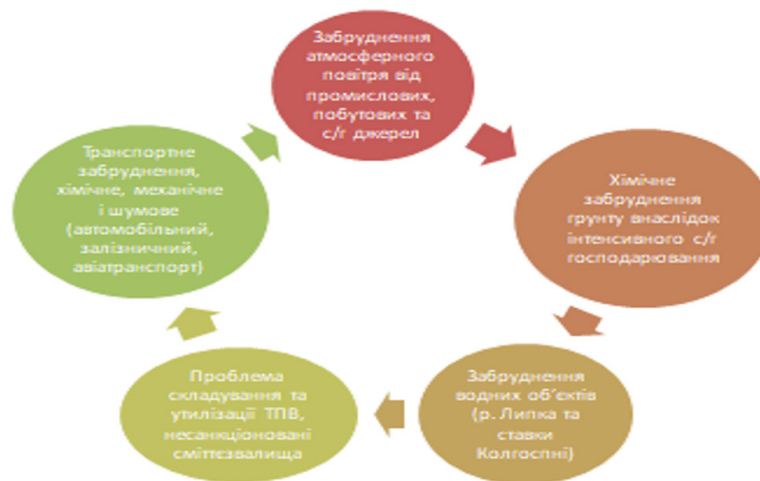 Забруднення
атмосферного
повітря від
промислових,
побутових та
с/г джерел
Хімічне
забруднення
грунту внаслідок
інтенсивного с/г
господарювання
Забруднення
водних об’єктів
(р. Липка та
ставки
Колгоспні)
Проблема
складування та
утилізації ТПВ,
несанкціоновані
сміттєзвалища
Транспортне
забруднення,
хімічне, механічне
і шумове
(автомобільний,
залізничний,
авіатранспорт)